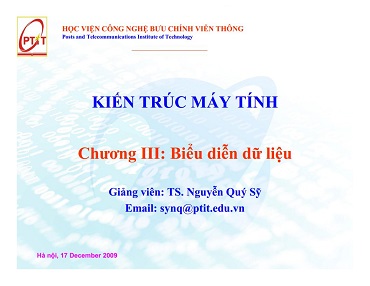 PTIT
HỌC VIỆN CÔNG NGHỆ BƯU CHÍNH VIỄN THÔNG
Posts and Telecommunications Institute of Technology
KIẾN TRÚC MÁY TÍNH
Chương III: Biểu diễn dữ liệu
Giảng viên: TS. Nguyễn Quý Sỹ
Email: synq@ptit.edu.vn
Hà nội, 17 December 2009